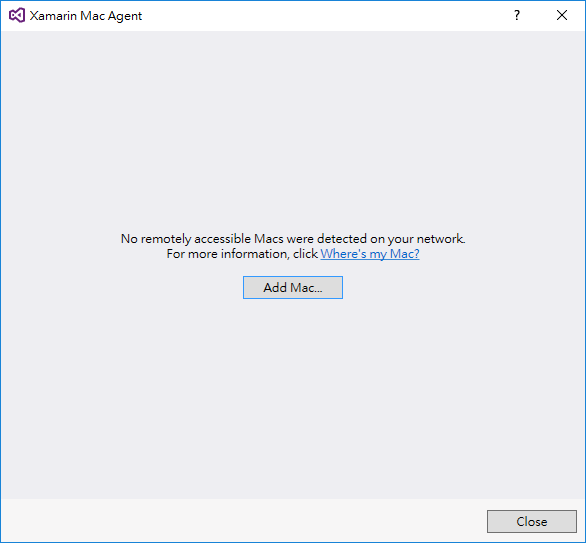 Xamarin Mac Agent
?
No remotely accessible Macs were detected on your network.
For more information, click Where's my Mac?
Add Mac...
Close